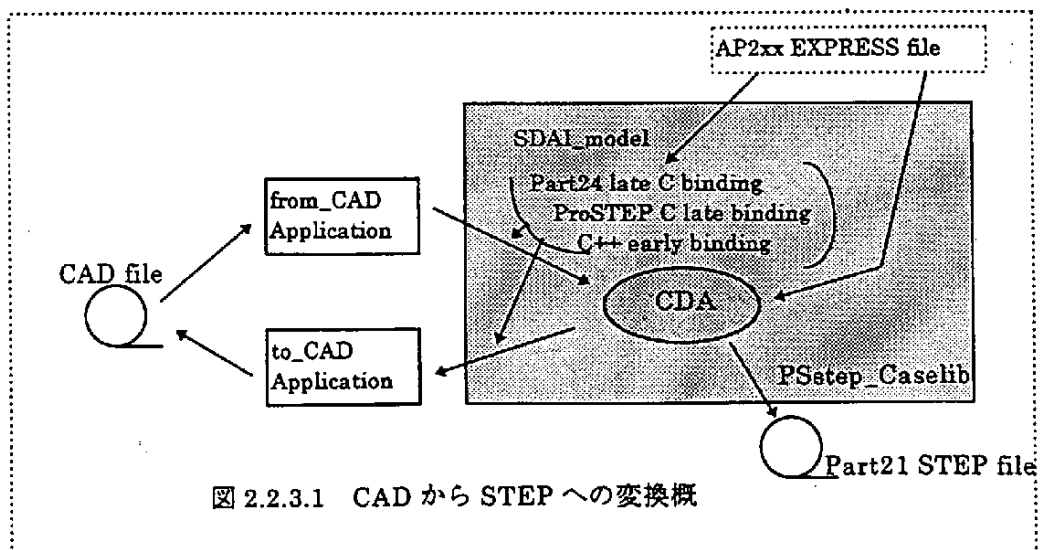 AP2xx EXPRESS file
SDAI_model
Part24 late C binding
ProSTEP C late binding
C++ early binding
from_CAD
Application
CAD file
CDA
to_CAD
Application
PSstep_Caselib
Part21 STEP file
図 2.2.3.1 CAD から STEP への変換概